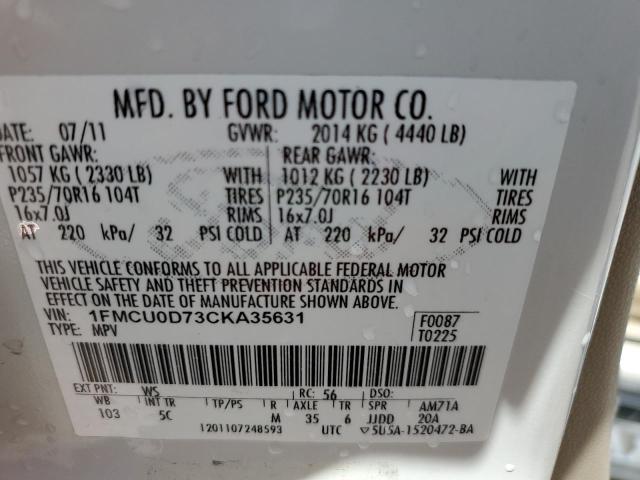 MFD. BY FORD MOTOR CO.
DATE: 07/11 GVWR: 2014 KG ( 4440 LB)
FRONT GAWR: REAR GAWR:
1057 KG ( 2330 LB) WITH 1012 KG ( 2230 LB) WITH
P235/70R16 104T TIRES P235/70R16 104T TIRES
16x7.0J RIMS 16x7.0J RIMS
AT 220 kPa/ 32 PSI COLD AT 220 kPa/ 32 PSI COLD
THIS VEHICLE CONFORMS TO ALL APPLICABLE FEDERAL MOTOR
VEHICLE SAFETY AND THEFT PREVENTION STANDARDS IN
EFFECT ON THE DATE OF MANUFACTURE SHOWN ABOVE.
VIN: 1FMCU0D73CKA35631 F0087
TYPE: MPV T0225
EXT PNT: WS RC: 56 DSO:
WB INT TR TP/PS R AXLE TR SPR AM71A
103 5C M 35 6 JJDD 20A
1201107248593 UTC 5U5A-1520472-BA